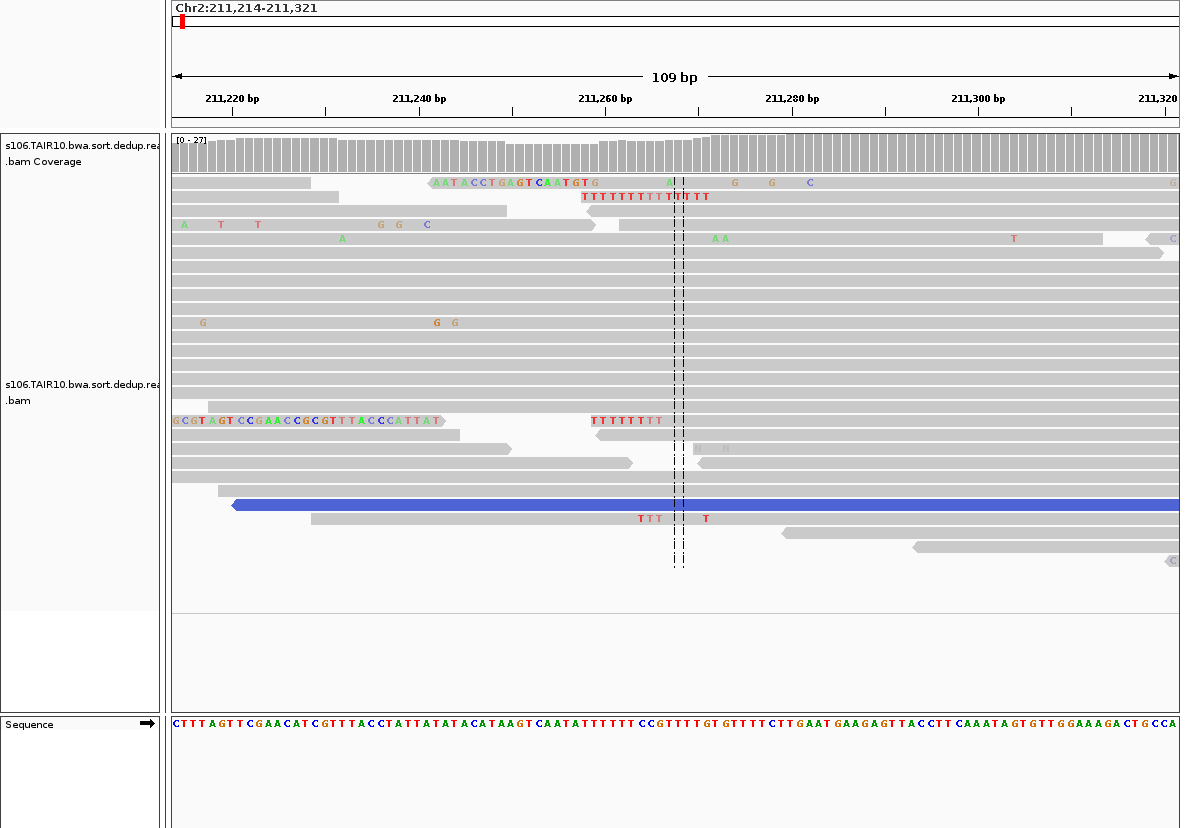 Chr2:211,214-211,321
109 bp
211,220 bp 211,240 bp 211,260 bp 211,280 bp 211,300 bp 211,320
s106.TAIR10.bwa.sort.dedup.rea
.bam Coverage
[0 - 27]
AATACCTGAGTCAATGTG A G G C G
TTTTTTTTTTTTTT
A T T G G C
A A A T C
G G G
s106.TAIR10.bwa.sort.dedup.rea
.bam
GCGTAGTCCGAACCGCGTTTACCCATTAT TTTTTTTT
N N
TTT T
C
Sequence
CTTTAGTTCGAACATCGTTTACCTATTATATACATAAGTCAATATTTTTTCCGTTTTGTGTTTTCTTGAATGAAGAGTTACCTTCAAATAGTGTTGGAAAGACTGCCA